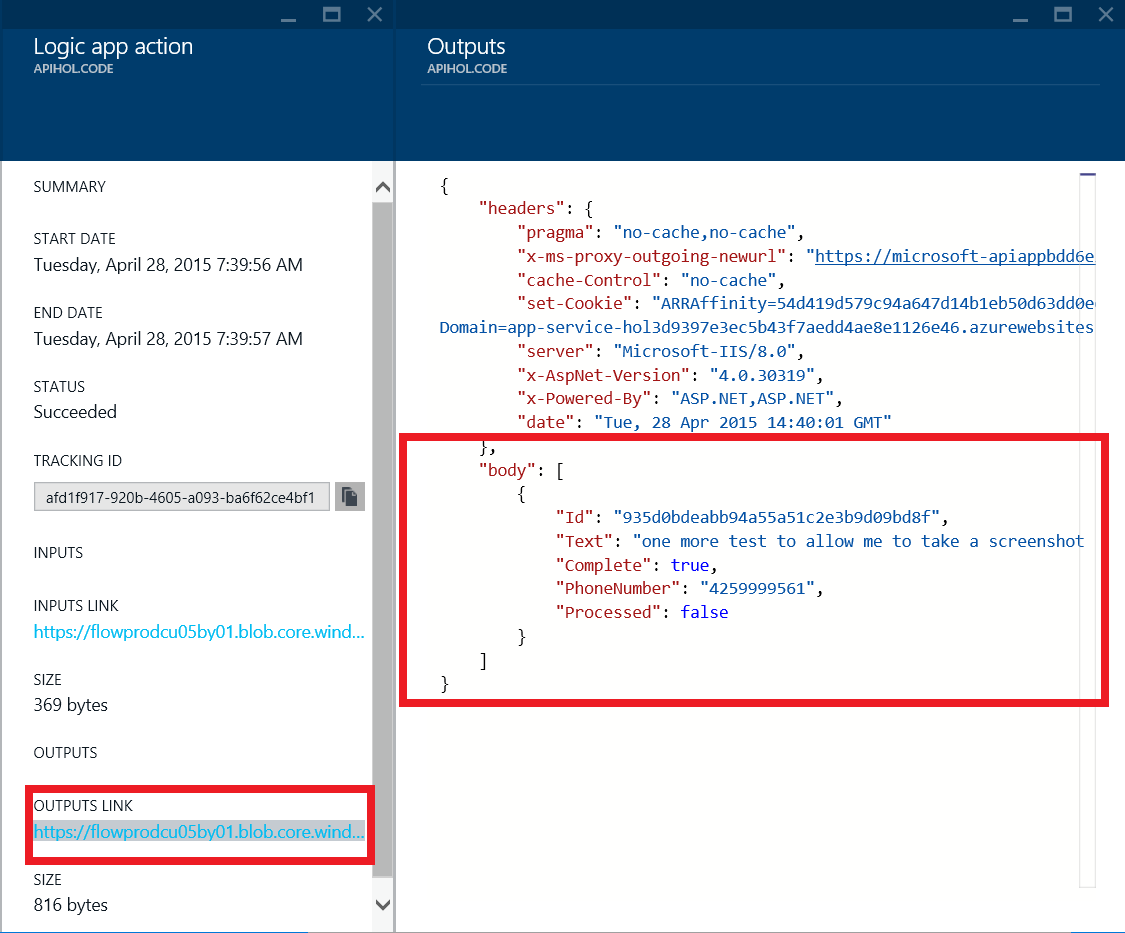 Logic app action
APIHOL.CODE
SUMMARY
START DATE
Tuesday, April 28, 2015 7:39:56 AM
END DATE
Tuesday, April 28, 2015 7:39:57 AM
STATUS
Succeeded
TRACKING ID
afd1f917-920b-4605-a093-ba6f62ce4bf1
INPUTS
INPUTS LINK
https://flowprodcu05by01.blob.core.wind...
SIZE
369 bytes
OUTPUTS
OUTPUTS LINK
https://flowprodcu05by01.blob.core.wind...
SIZE
816 bytes
Outputs
APIHOL.CODE
{
"headers": {
"pragma": "no-cache,no-cache",
"x-ms-proxy-outgoing-newurl": "https://microsoft-apiappbdd6e
"cache-Control": "no-cache",
"set-Cookie": "ARRAffinity=54d419d579c94a647d14b1eb50d63dd0e
Domain=app-service-hol3d9397e3ec5b43f7aedd4ae8e1126e46.azurewebsites
"server": "Microsoft-IIS/8.0",
"x-AspNet-Version": "4.0.30319",
"x-Powered-By": "ASP.NET,ASP.NET",
"date": "Tue, 28 Apr 2015 14:40:01 GMT"
},
"body": [
{
"Id": "935d0bdeabb94a55a51c2e3b9d09bd8f",
"Text": "one more test to allow me to take a screenshot
"Complete": true,
"PhoneNumber": "4259999561",
"Processed": false
}
]
}